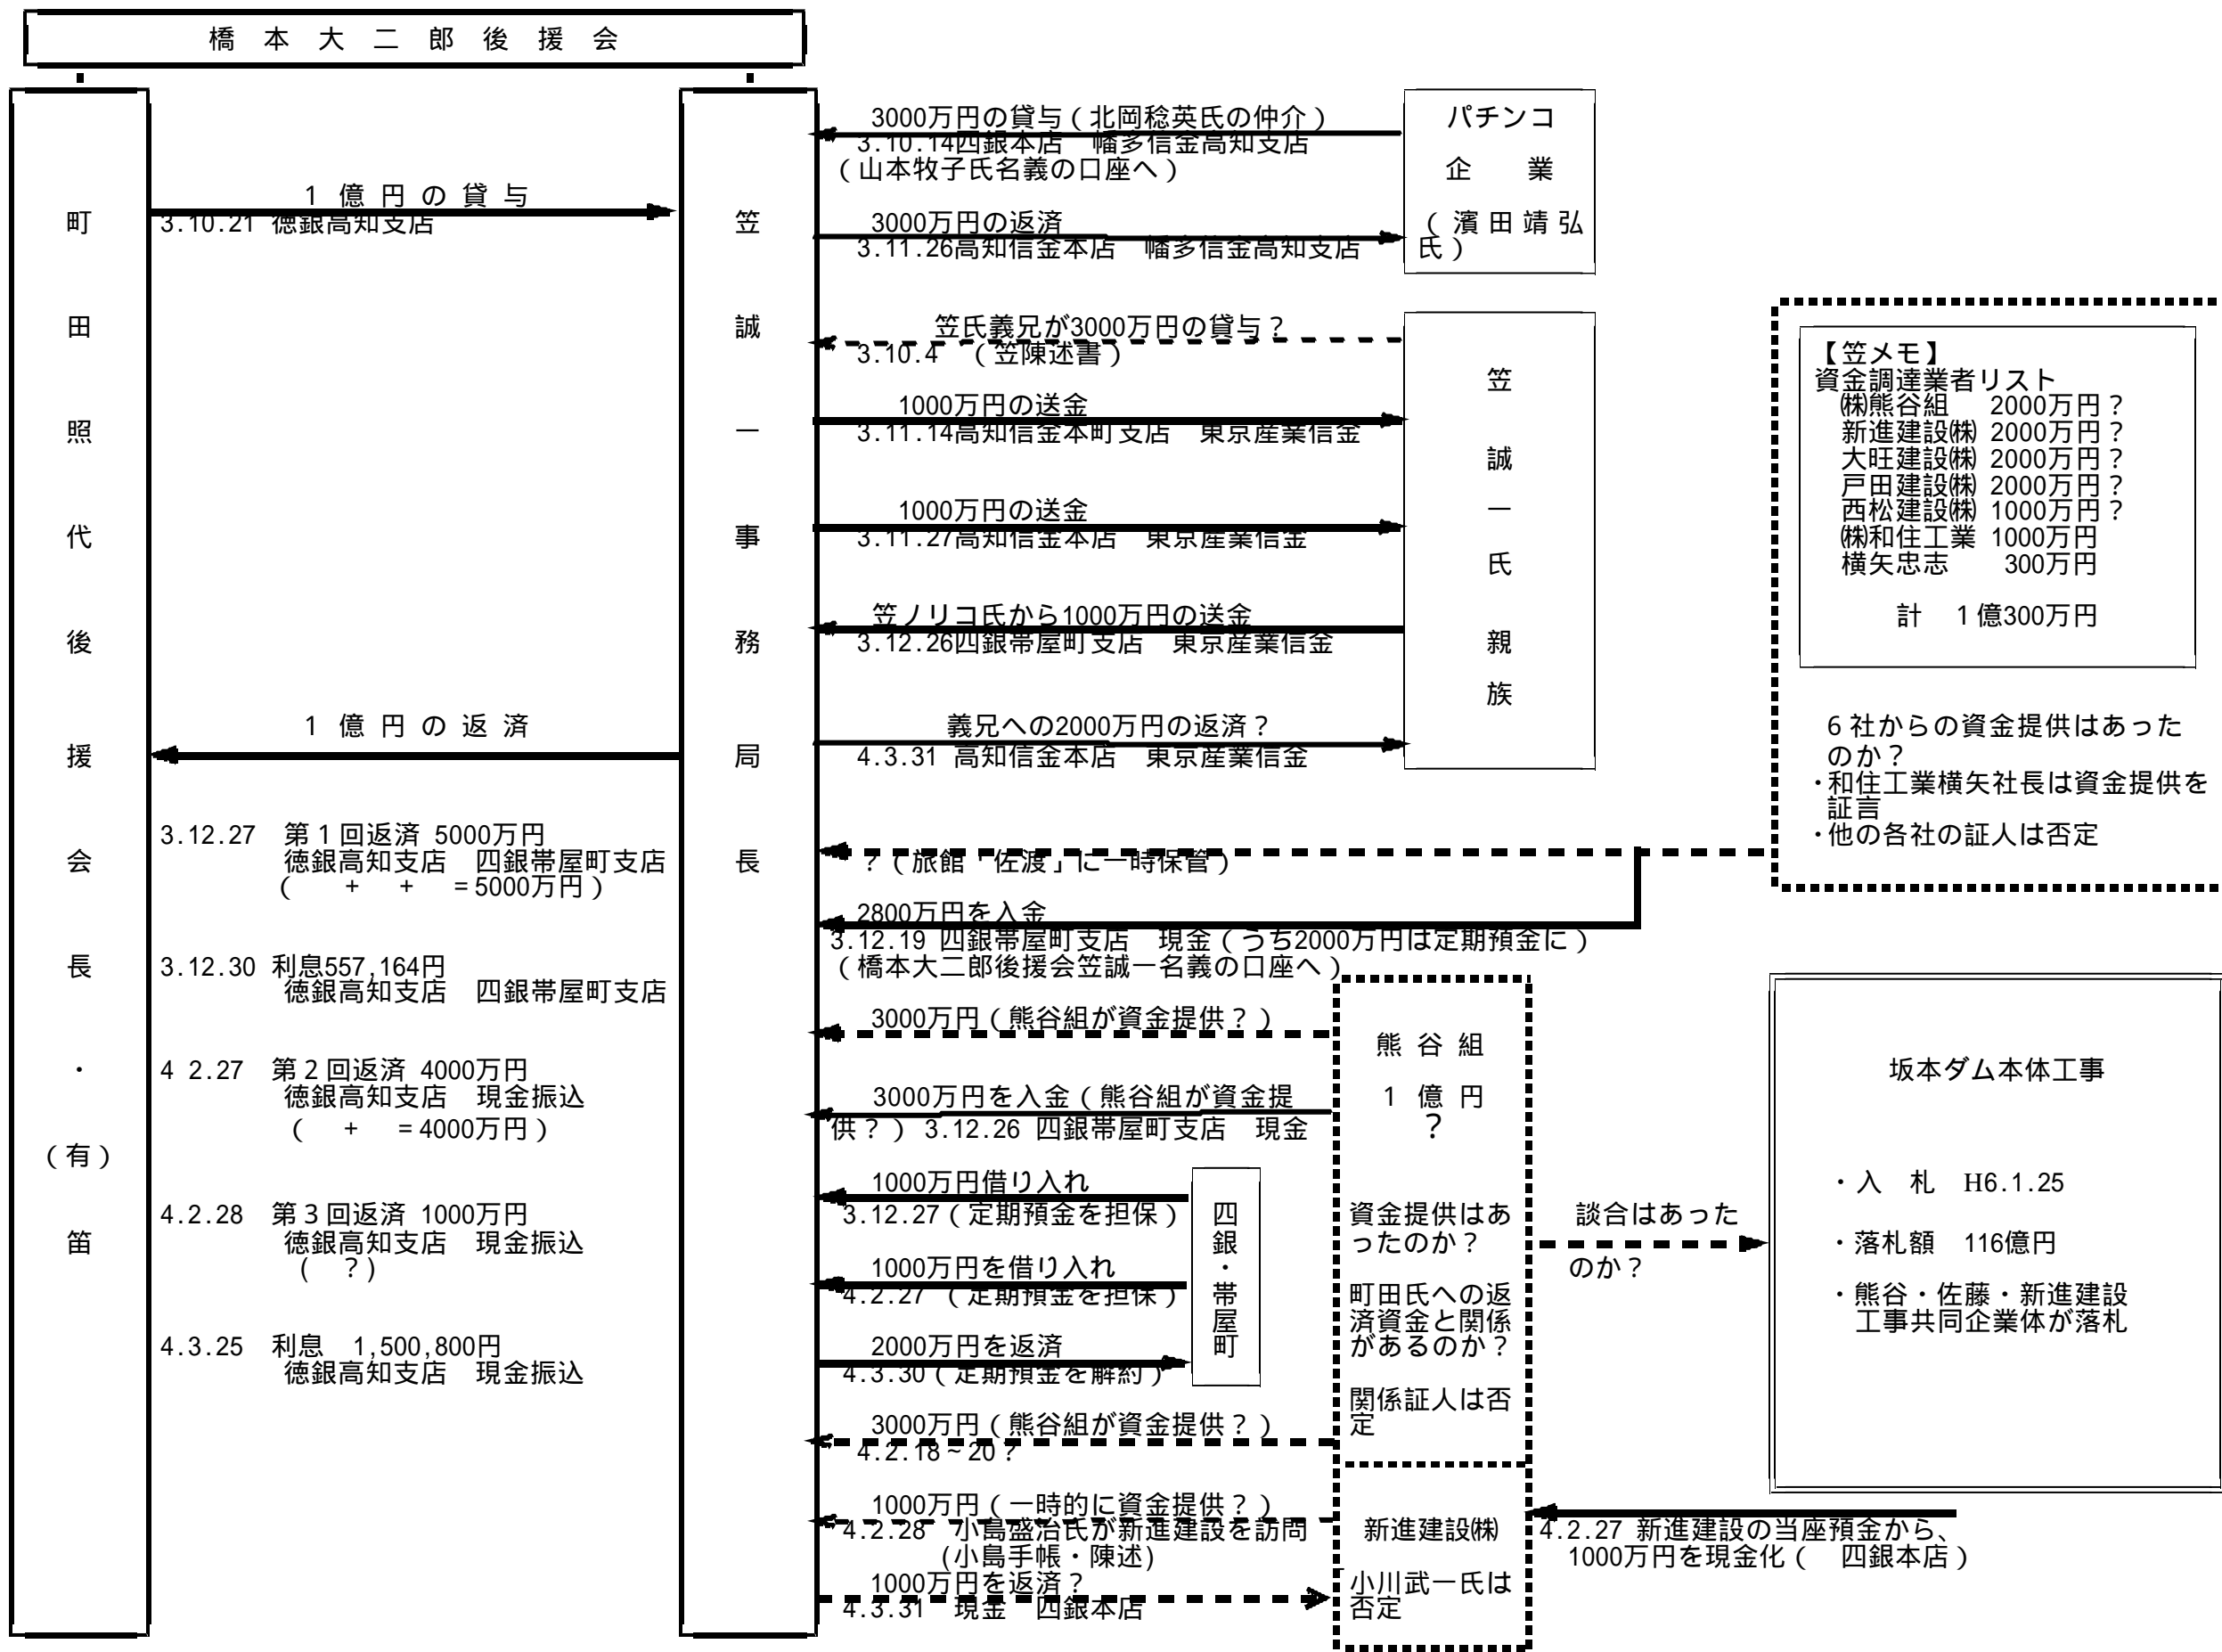 橋本大二郎後援会
町田照代後援会長・(有)笛
1億円の貸与
3.10.21 徳銀高知支店
1億円の返済
3.12.27 第1回返済 5000万円
徳銀高知支店 四銀帯屋町支店
( + + =5000万円)
3.12.30 利息557,164円
徳銀高知支店 四銀帯屋町支店
4 2.27 第2回返済 4000万円
徳銀高知支店 現金振込
( + =4000万円)
4.2.28 第3回返済 1000万円
徳銀高知支店 現金振込
( ?)
4.3.25 利息 1,500,800円
徳銀高知支店 現金振込
笠誠一事務局長
3000万円の貸与(北岡稔英氏の仲介)
3.10.14四銀本店 幡多信金高知支店
(山本牧子氏名義の口座へ)
3000万円の返済
3.11.26高知信金本店 幡多信金高知支店
パチンコ
企業
(濱田靖弘
氏)
笠氏義兄が3000万円の貸与?
3.10.4 (笠陳述書)
1000万円の送金
3.11.14高知信金本町支店 東京産業信金
1000万円の送金
3.11.27高知信金本店 東京産業信金
笠ノリコ氏から1000万円の送金
3.12.26四銀帯屋町支店 東京産業信金
義兄への2000万円の返済?
4.3.31 高知信金本店 東京産業信金
笠誠一氏親族
?(旅館「佐渡」に一時保管)
2800万円を入金
3.12.19 四銀帯屋町支店 現金(うち2000万円は定期預金に)
(橋本大二郎後援会笠誠一名義の口座へ)
3000万円(熊谷組が資金提供?)
3000万円を入金(熊谷組が資金提
供?) 3.12.26 四銀帯屋町支店 現金
1000万円借り入れ
3.12.27(定期預金を担保)
1000万円を借り入れ
4.2.27 (定期預金を担保)
2000万円を返済
4.3.30(定期預金を解約)
四銀・帯屋町
3000万円(熊谷組が資金提供?)
4.2.18~20?
1000万円(一時的に資金提供?)
4.2.28 小島盛治氏が新進建設を訪問
(小島手帳・陳述)
1000万円を返済?
4.3.31 現金 四銀本店
熊谷組
1億円
?
資金提供はあ
ったのか?
町田氏への返
済資金と関係
があるのか?
関係証人は否
定
新進建設㈱
小川武一氏は
否定
【笠メモ】
資金調達業者リスト
㈱熊谷組 2000万円?
新進建設㈱ 2000万円?
大旺建設㈱ 2000万円?
戸田建設㈱ 2000万円?
西松建設㈱ 1000万円?
㈱和住工業 1000万円
横矢忠志 300万円
計 1億300万円
6社からの資金提供はあった
のか?
・和住工業横矢社長は資金提供を
証言
・他の各社の証人は否定
談合はあった
のか?
坂本ダム本体工事
・入 札 H6.1.25
・落札額 116億円
・熊谷・佐藤・新進建設
工事共同企業体が落札
4.2.27 新進建設の当座預金から、
1000万円を現金化( 四銀本店)